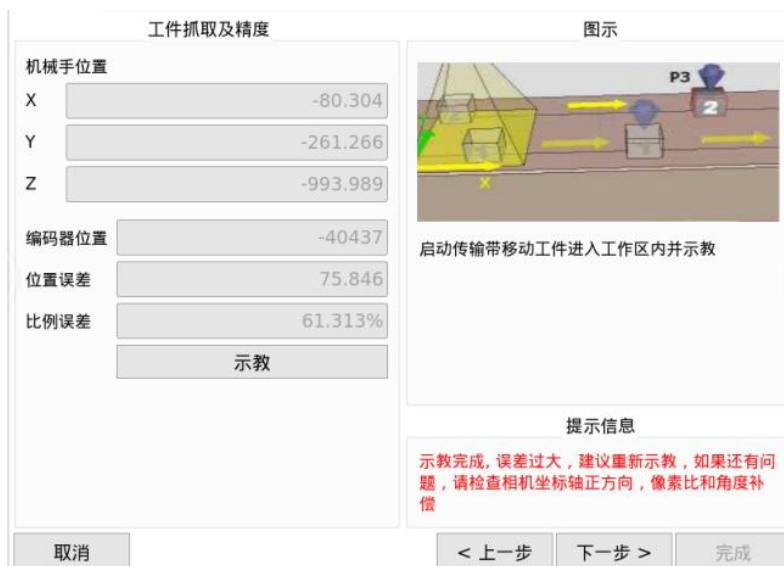 工件抓取及精度
机械手位置
X
-80.304
Y
-261.266
Z
-993.989
编码器位置
-40437
位置误差
75.846
比例误差
61.313%
示教
图示
P3
2
X
启动传输带移动工件进入工作区内并示教
提示信息
示教完成, 误差过大，建议重新示教，如果还有问
题，请检查相机坐标轴正方向，像素比和角度补
偿
取消
< 上一步
下一步 >
完成